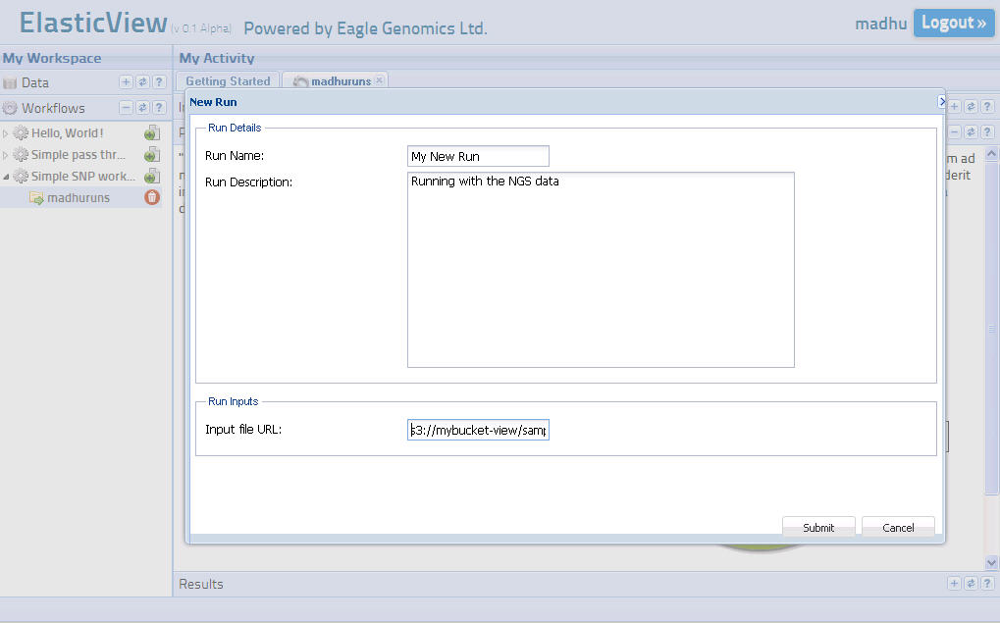 ElasticView (v 0.1 Alpha) Powered by Eagle Genomics Ltd. madhu Logout »
My Workspace My Activity
Data Getting Started madhuruns
New Run
Workflows
Run Details
Hello, World! Run Name: My New Run
Simple pass thr...
m ad
Simple SNP work... Run Description: Running with the NGS data
derit
madhuruns
Run Inputs
Input file URL: s3://mybucket-view/samp
Submit Cancel
Results